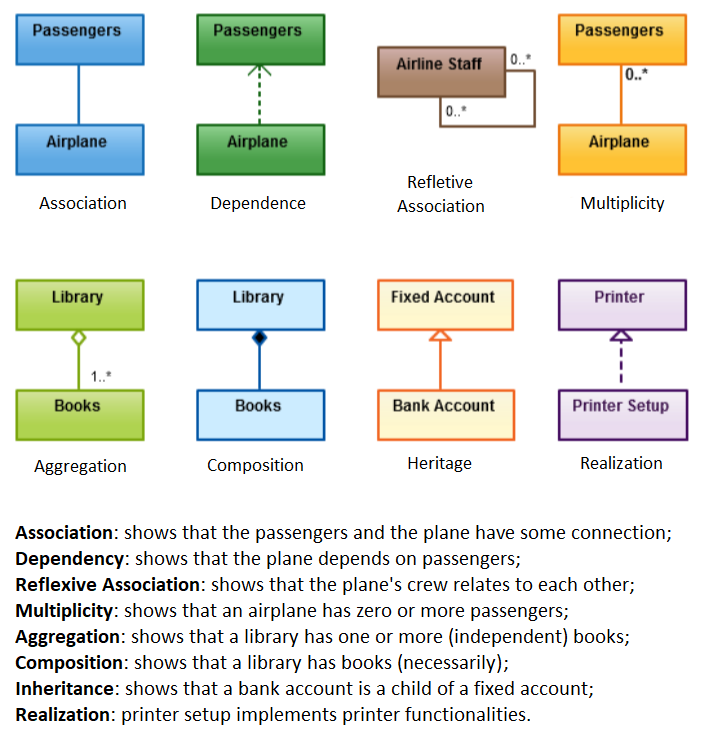 Passengers
Passengers
Airline Staff
0..*
0..*
Passengers
0..*
Airplane
Airplane
Airplane
Association
Dependence
Refletive
Association
Multiplicity
Library
Library
Fixed Account
Printer
1..*
Books
Books
Bank Account
Printer Setup
Aggregation
Composition
Heritage
Realization
Association: shows that the passengers and the plane have some connection;
Dependency: shows that the plane depends on passengers;
Reflexive Association: shows that the plane's crew relates to each other;
Multiplicity: shows that an airplane has zero or more passengers;
Aggregation: shows that a library has one or more (independent) books;
Composition: shows that a library has books (necessarily);
Inheritance: shows that a bank account is a child of a fixed account;
Realization: printer setup implements printer functionalities.